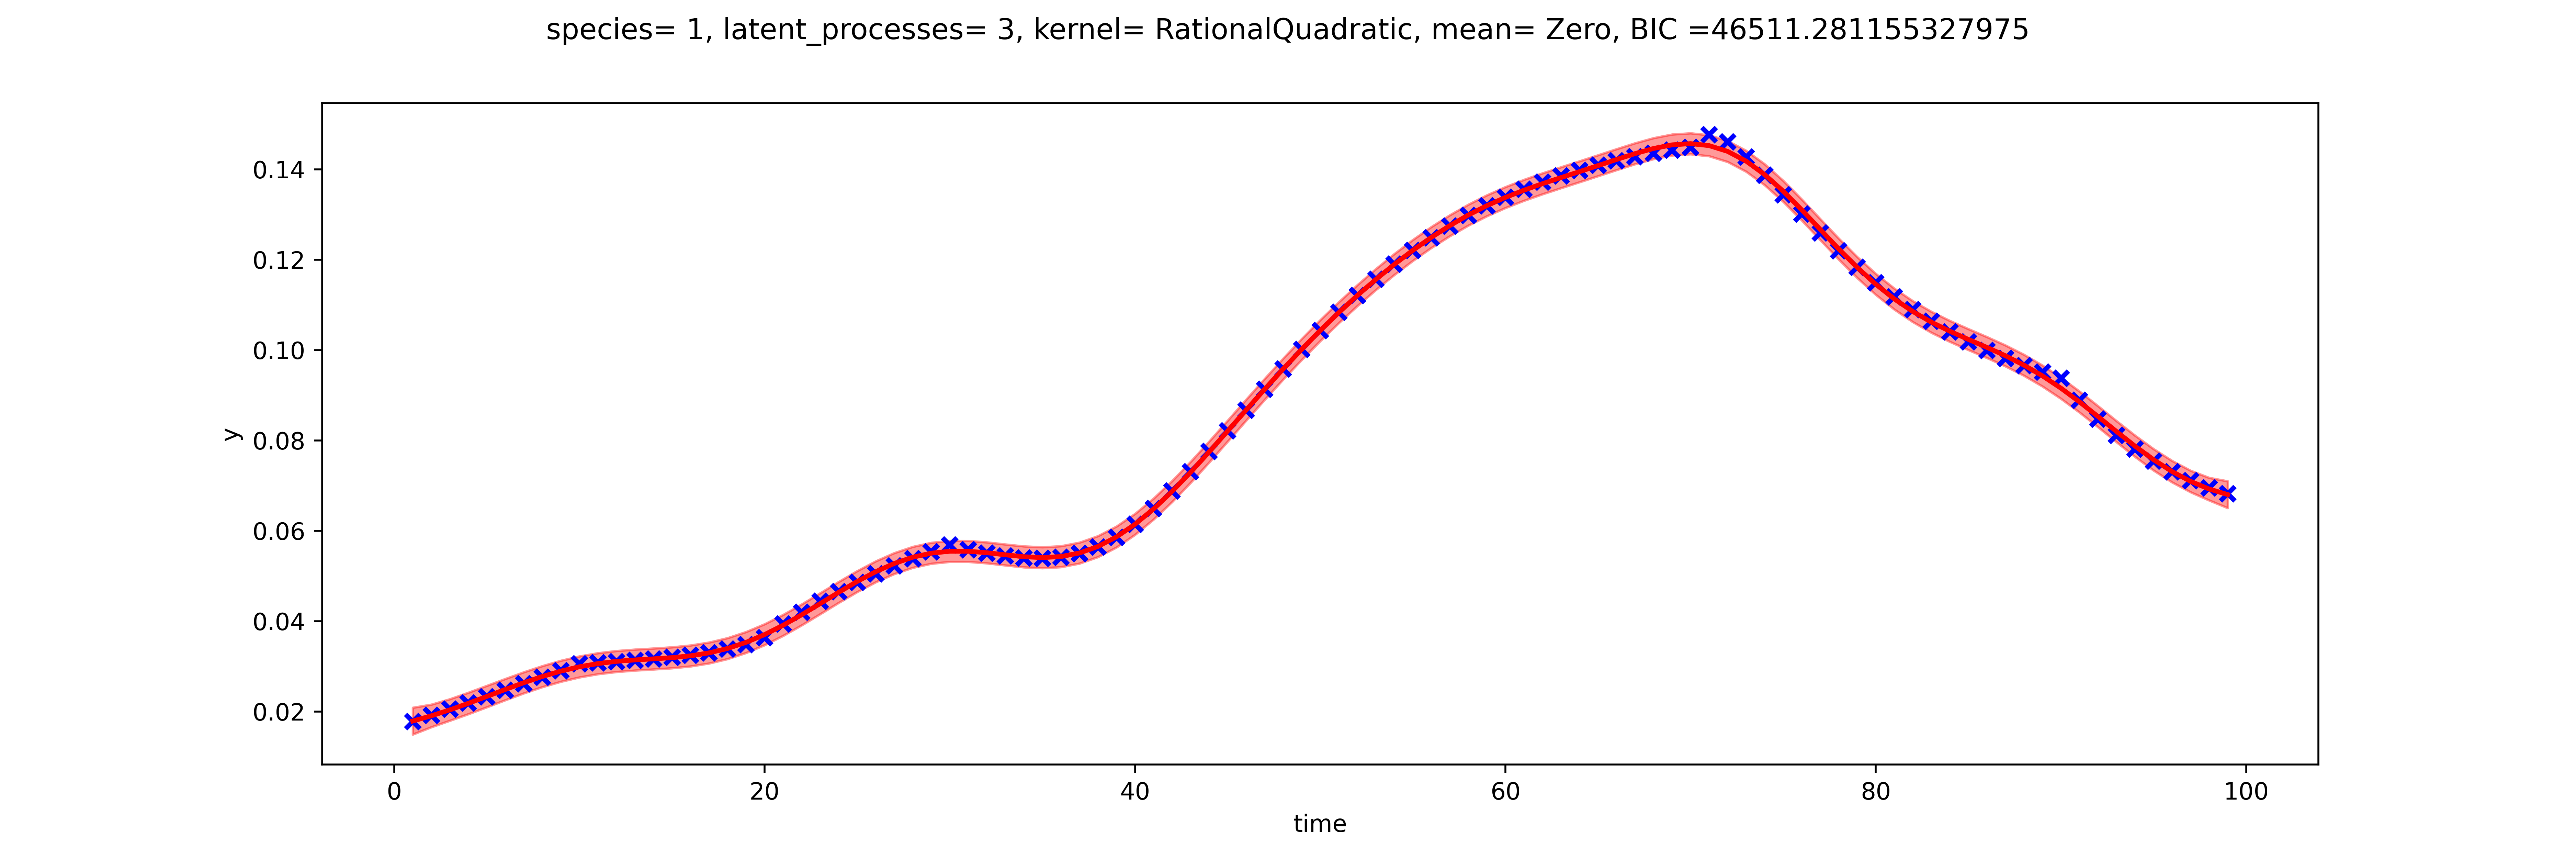 species= 1, latent_processes= 3, kernel= RationalQuadratic, mean= Zero, BIC =46511.281155327975
0.14
0.12
0.10
0.08
0.06
0.04
0.02
y
0 20 40 60 80 100
time